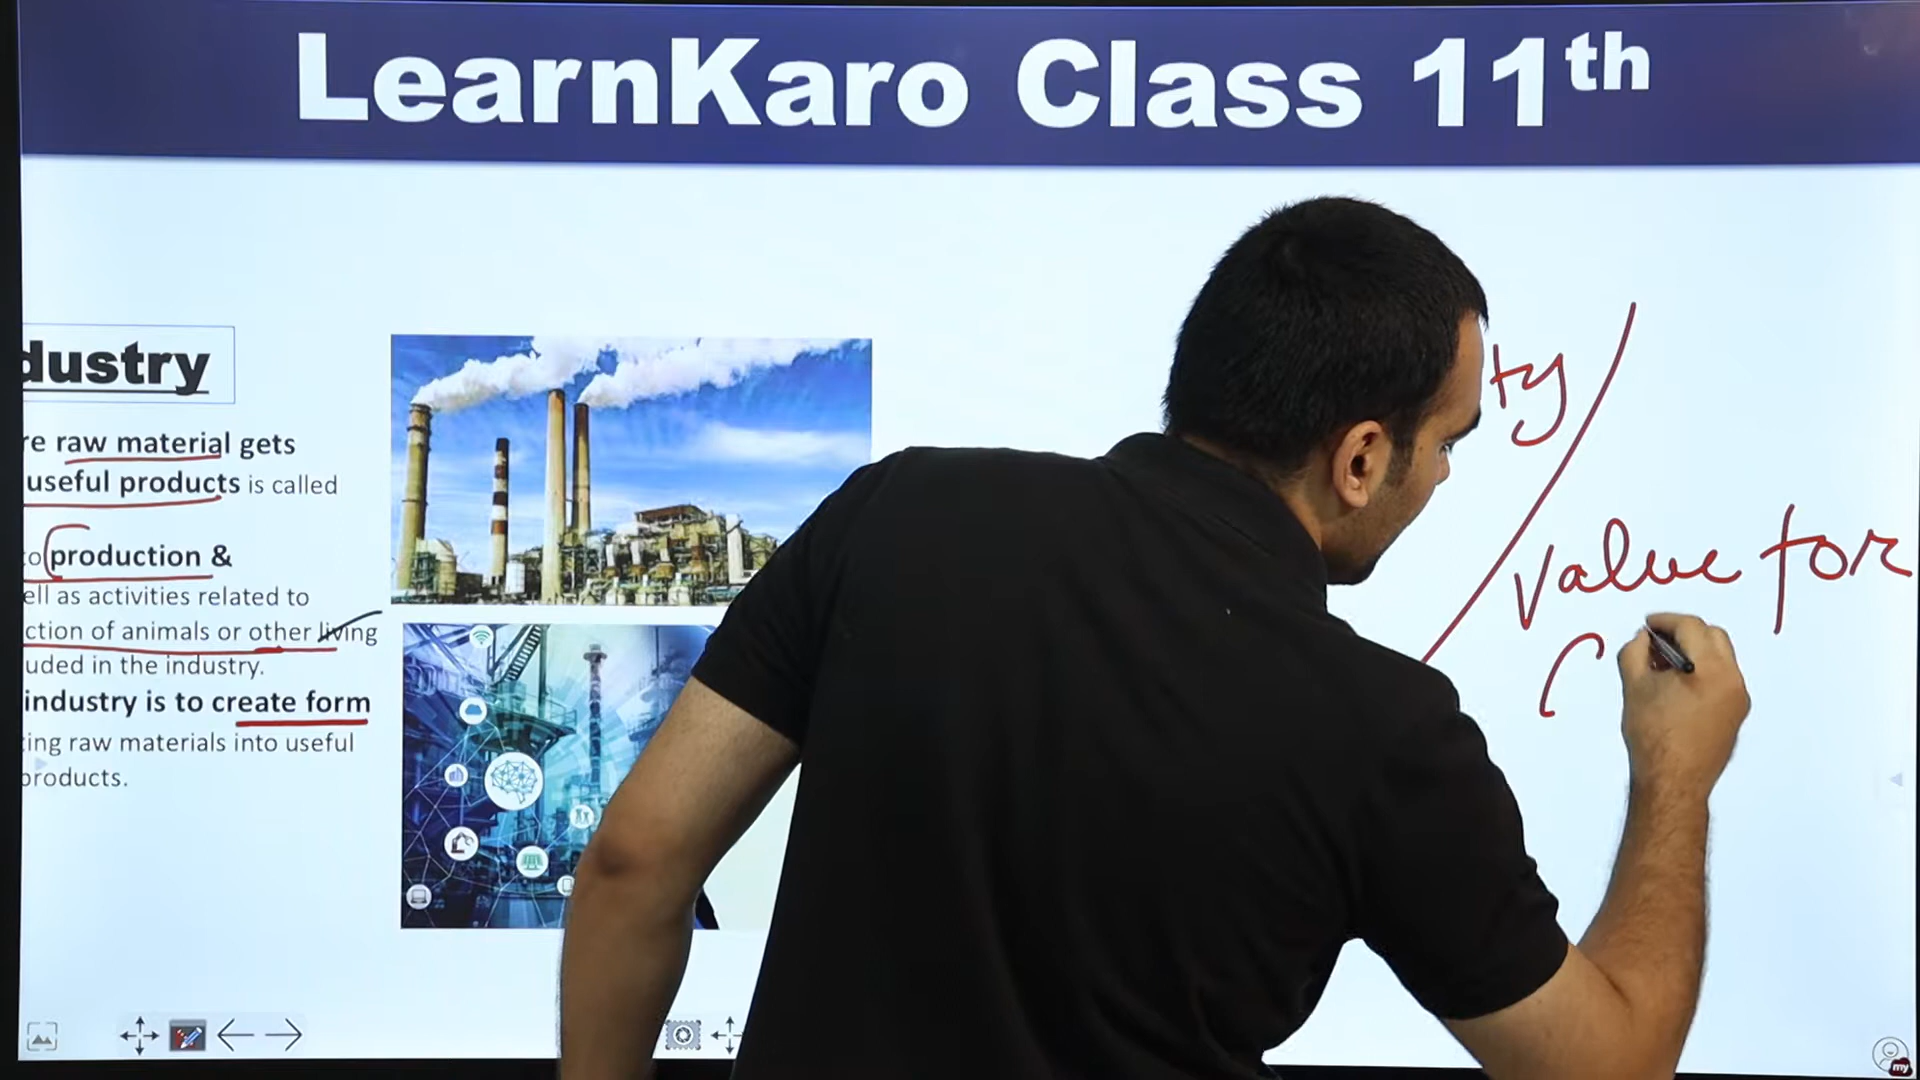 LearnKaro Class 11th
dustry
re raw material gets
useful products is called
to production &
ell as activities related to
ction of animals or other living
uded in the industry.
industry is to create form
ing raw materials into useful
products.
ty
value for
my